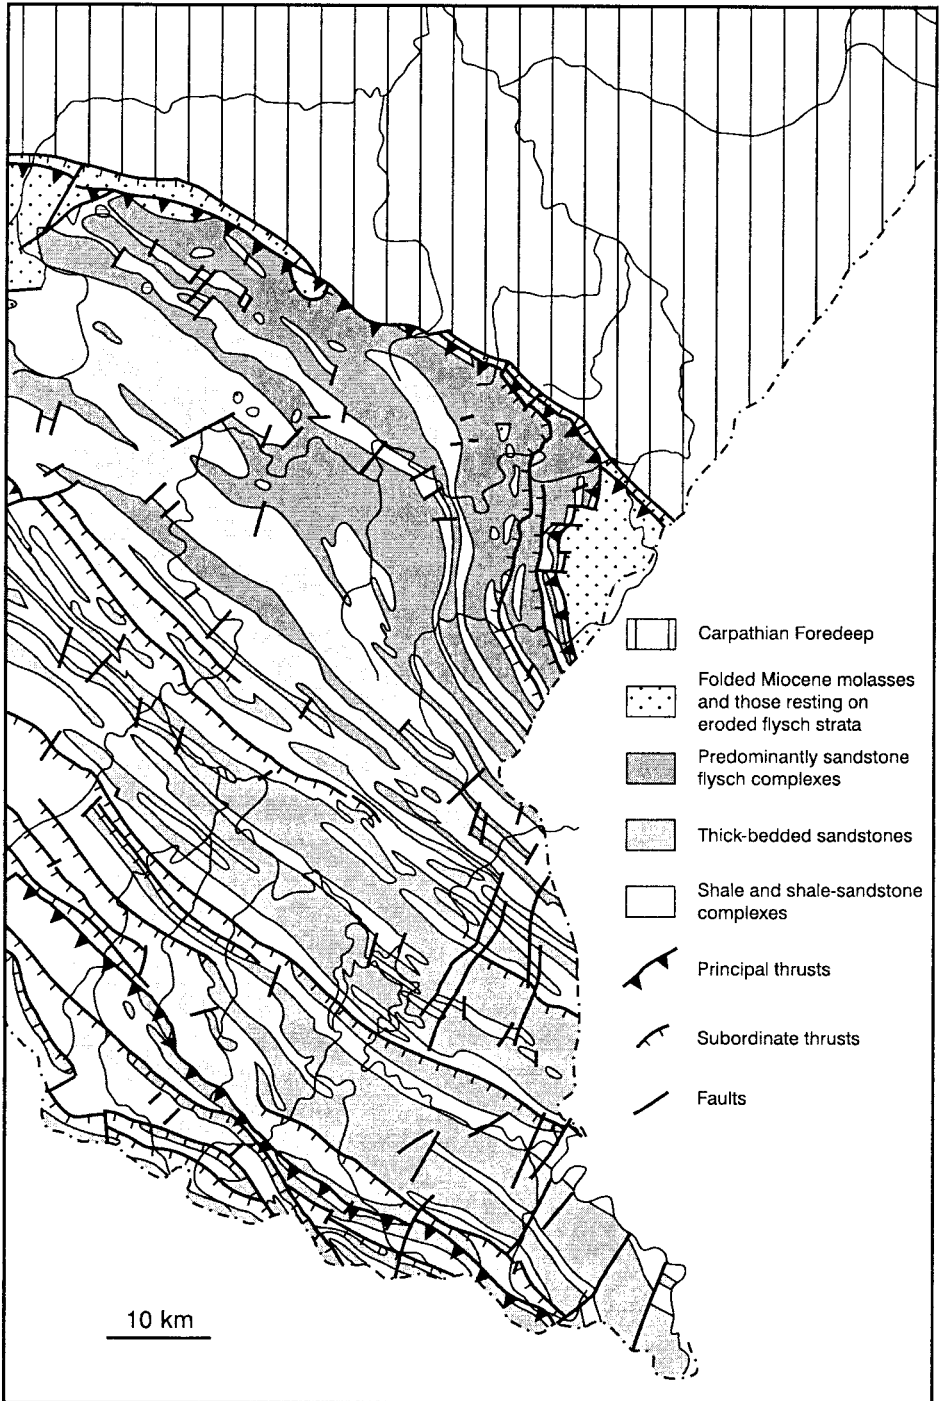 Carpathian Foredeep
Folded Miocene molasses
and those resting on
eroded flysch strata
Predominantly sandstone
flysch complexes
Thick-bedded sandstones
Shale and shale-sandstone
complexes
Principal thrusts
Subordinate thrusts
Faults
10 km